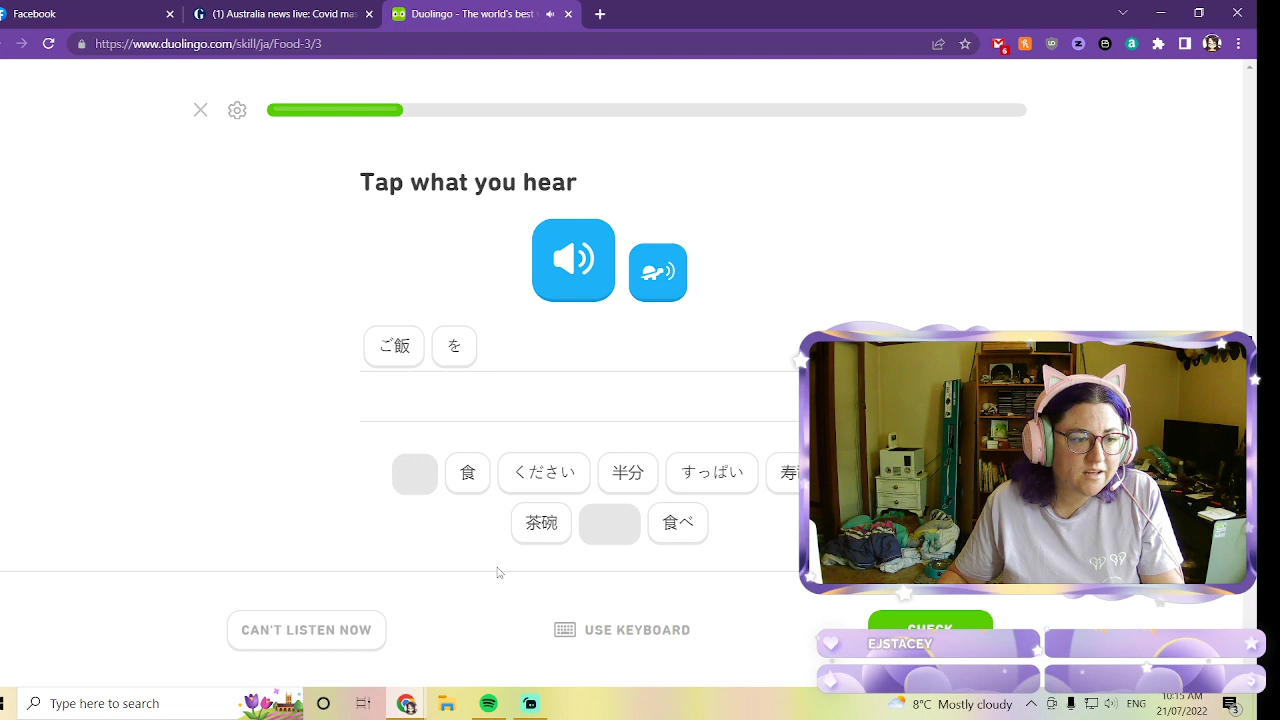 Facebook
(1) Australia news live: Covid mas
Duolingo - The world's best
https://www.duolingo.com/skill/ja/Food-3/3
6
Tap what you hear
ご飯 を
食 ください 半分 すっぱい
茶碗 食べ
CAN'T LISTEN NOW
USE KEYBOARD
CHECK
EJSTACEY
Type here to search
8°C Mostly cloudy
ENG
10:15 AM
21/07/2022
3